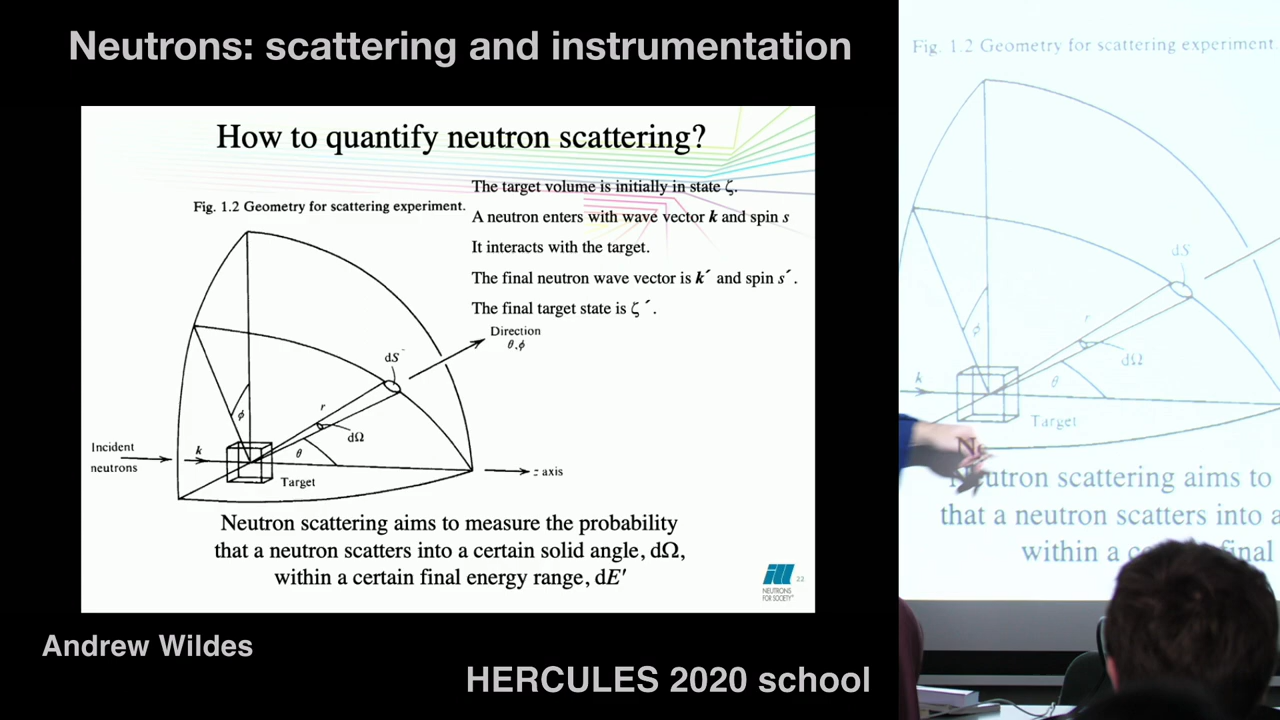 Neutrons: scattering and instrumentation
How to quantify neutron scattering?
The target volume is initially in state ζ.
Fig. 1.2 Geometry for scattering experiment.
A neutron enters with wave vector k and spin s
It interacts with the target.
The final neutron wave vector is k´ and spin s´.
The final target state is ζ´.
Direction
θ,ϕ
dS
r
ϕ
dΩ
Incident
neutrons
k
θ
z axis
Target
Neutron scattering aims to measure the probability
that a neutron scatters into a certain solid angle, dΩ,
within a certain final energy range, dE′
ill
NEUTRONS
FOR SOCIETY
22
Andrew Wildes
HERCULES 2020 school
Fig. 1.2 Geometry for scattering experiment.
dS
r
ϕ
dΩ
k
θ
Target
Neutron scattering aims to
that a neutron scatters into a
within a final